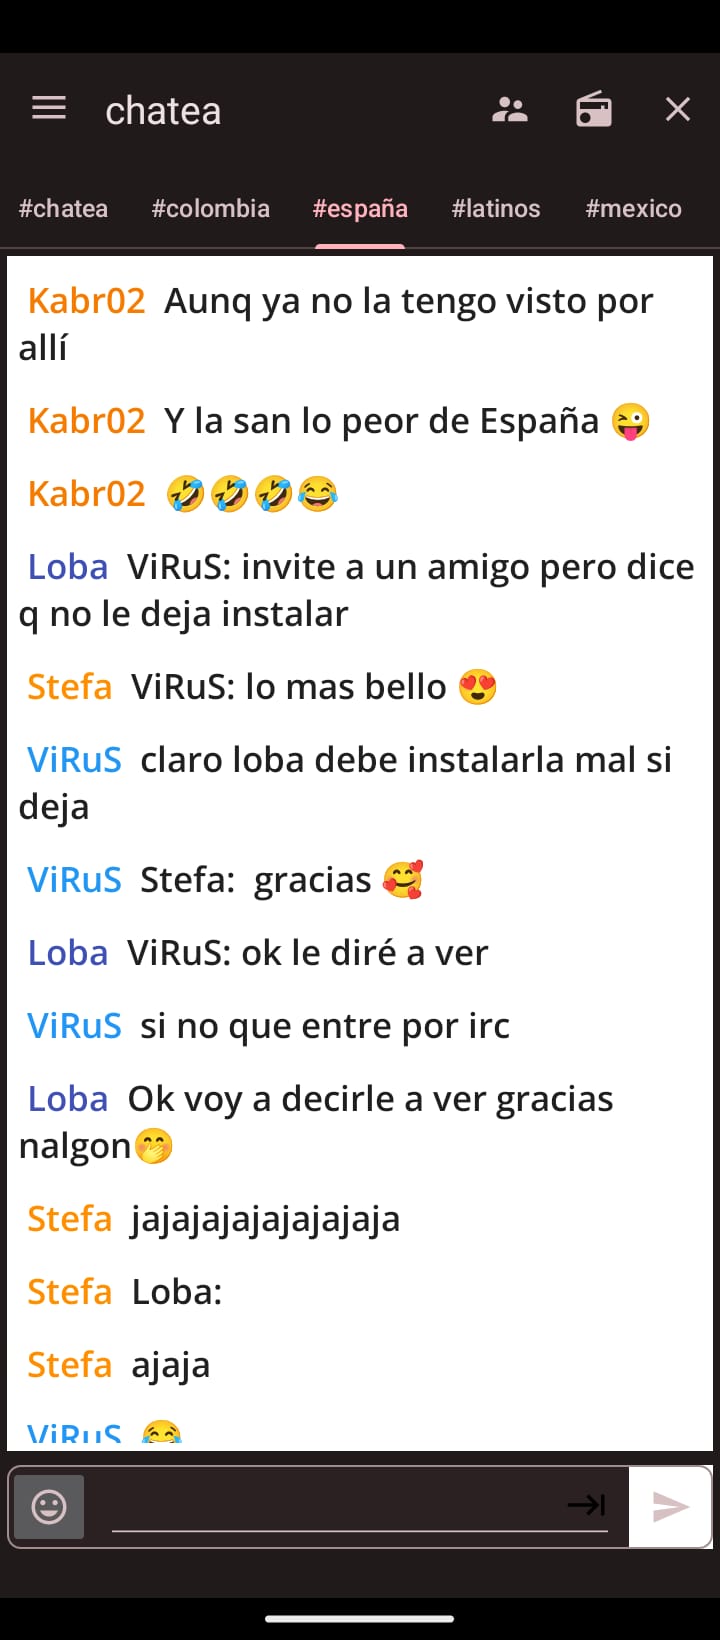 chatea
#chatea #colombia #españa #latinos #mexico
Kabr02 Aunq ya no la tengo visto por
allí
Kabr02 Y la san lo peor de España 😜
Kabr02 🤣🤣🤣😂
Loba ViRuS: invite a un amigo pero dice
q no le deja instalar
Stefa ViRuS: lo mas bello 😍
ViRuS claro loba debe instalarla mal si
deja
ViRuS Stefa: gracias 🥰
Loba ViRuS: ok le diré a ver
ViRuS si no que entre por irc
Loba Ok voy a decirle a ver gracias
nalgon🤭
Stefa jajajajajajajajaja
Stefa Loba:
Stefa ajaja
ViRuS 😂